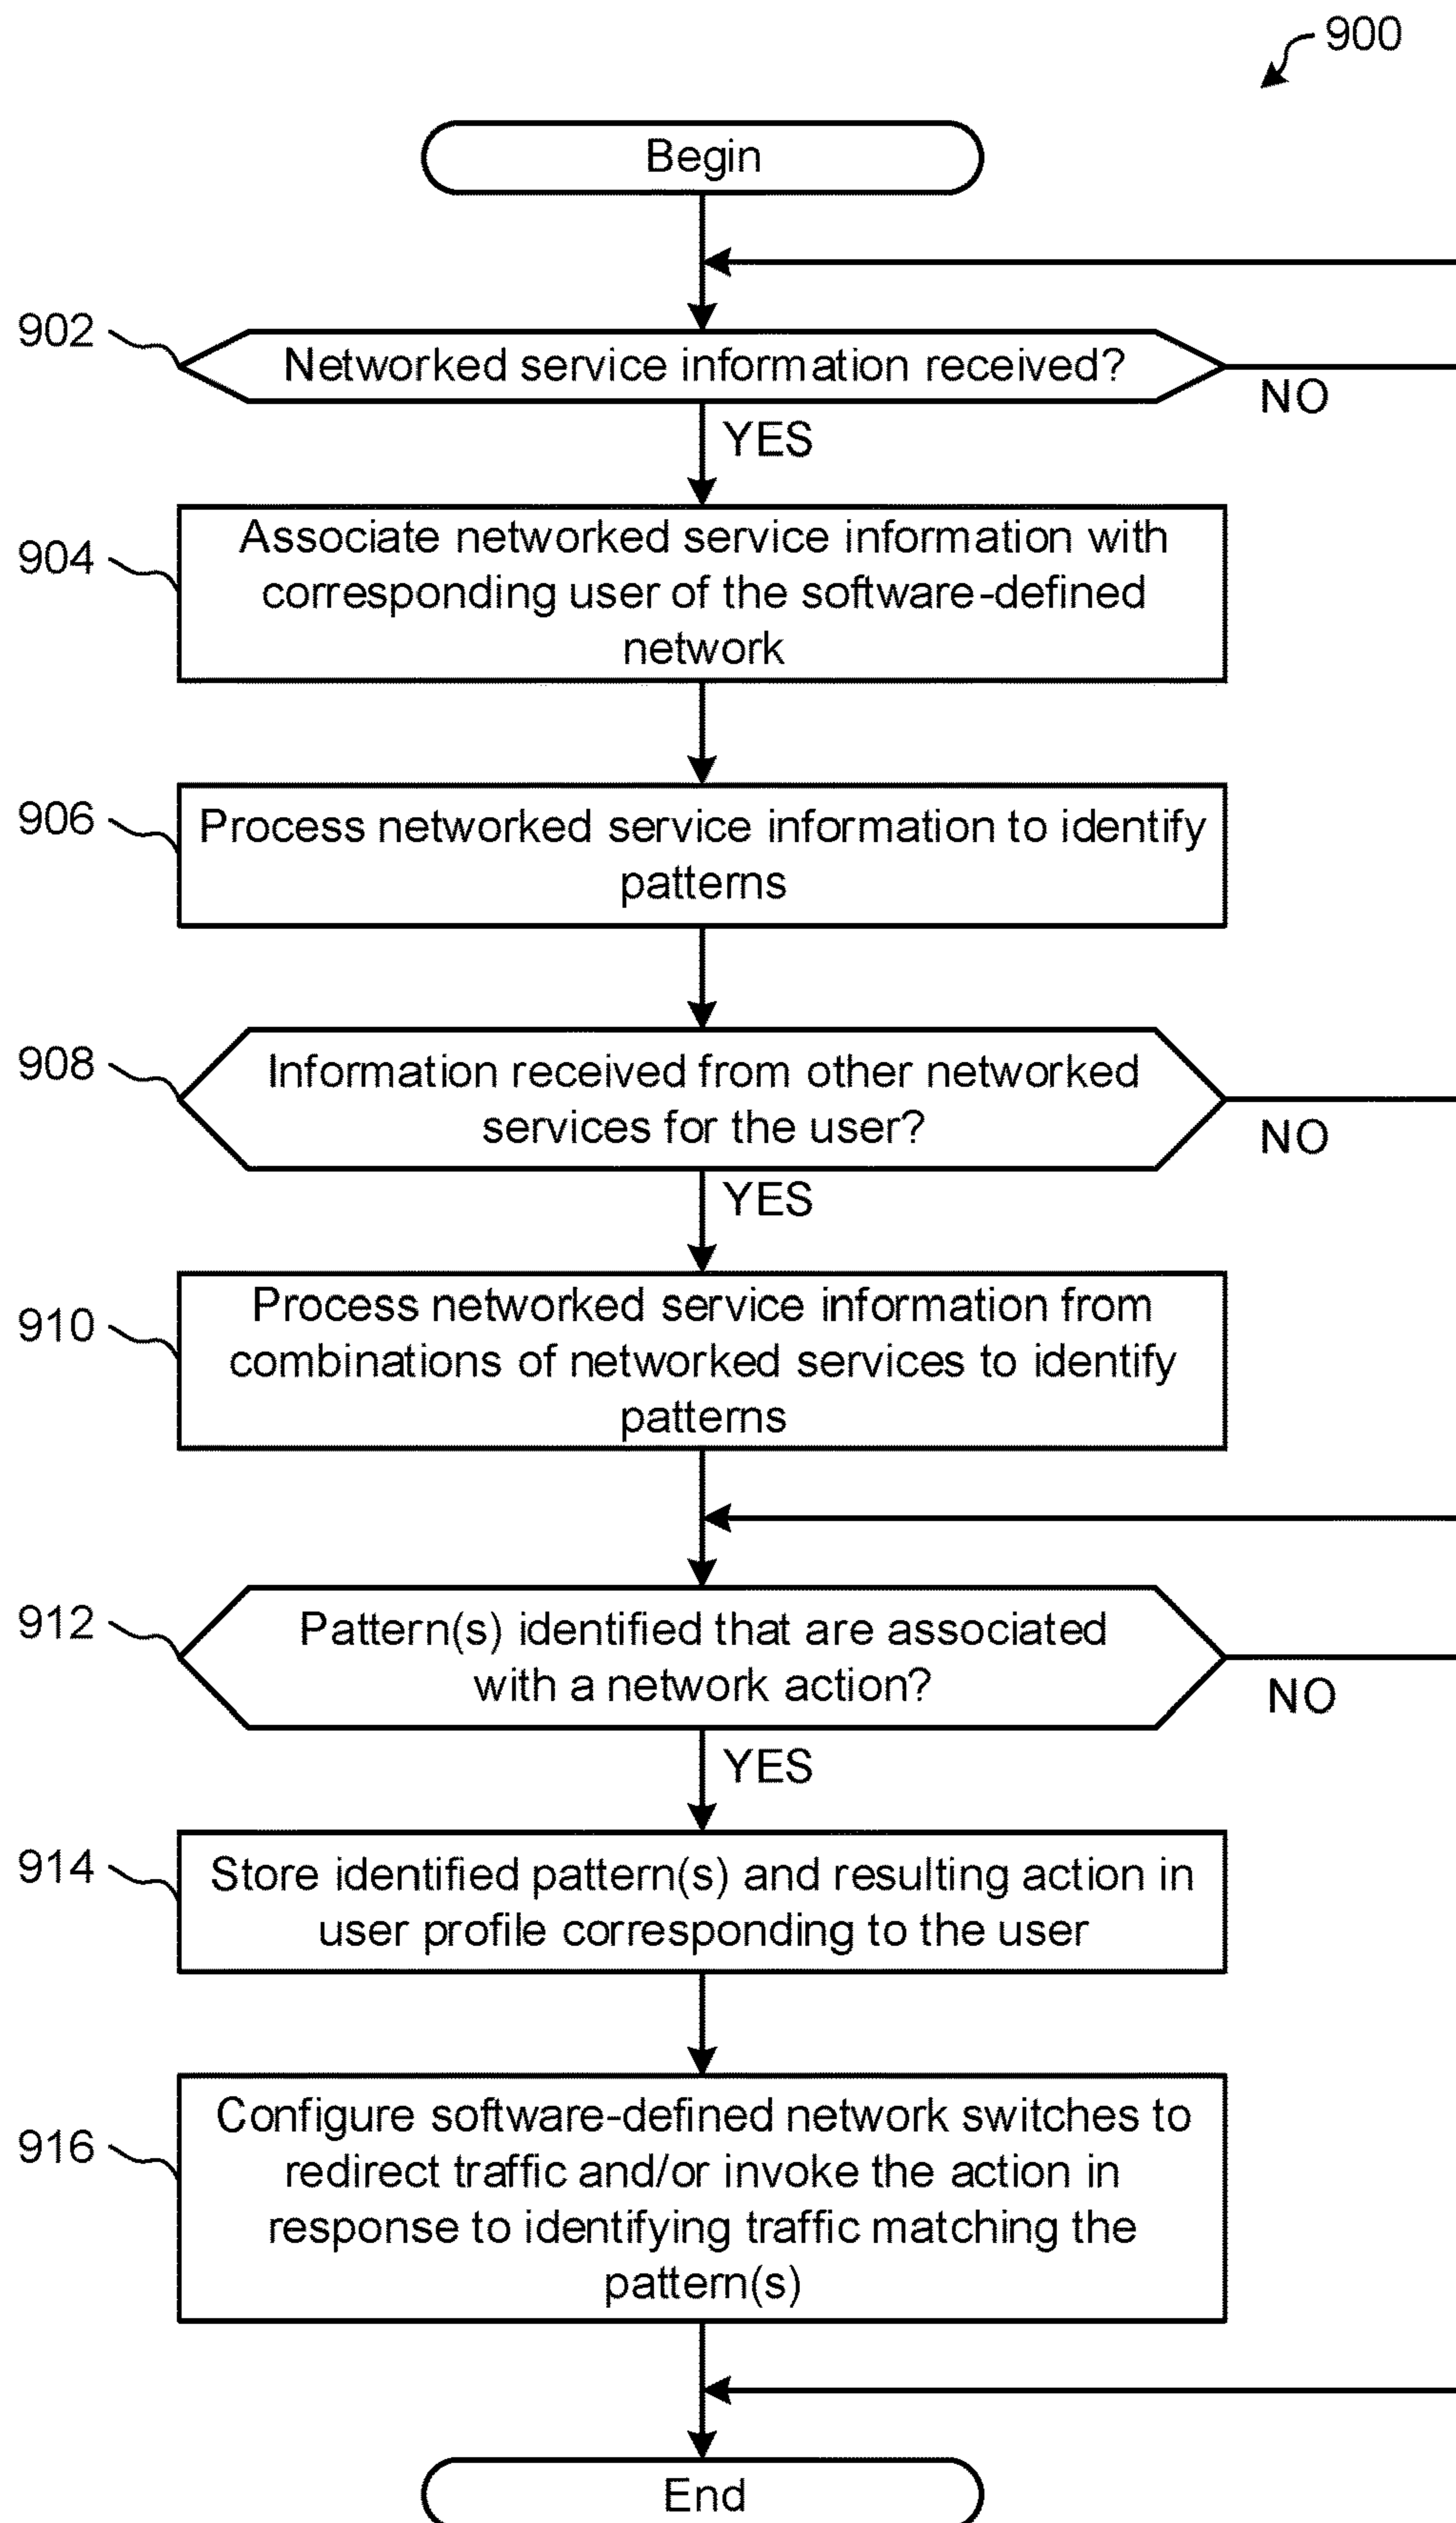 900
Begin
902
Networked service information received?
NO
YES
904
Associate networked service information with
corresponding user of the software-defined
network
906
Process networked service information to identify
patterns
908
Information received from other networked
services for the user?
NO
YES
910
Process networked service information from
combinations of networked services to identify
patterns
912
Pattern(s) identified that are associated
with a network action?
NO
YES
914
Store identified pattern(s) and resulting action in
user profile corresponding to the user
916
Configure software-defined network switches to
redirect traffic and/or invoke the action in
response to identifying traffic matching the
pattern(s)
End